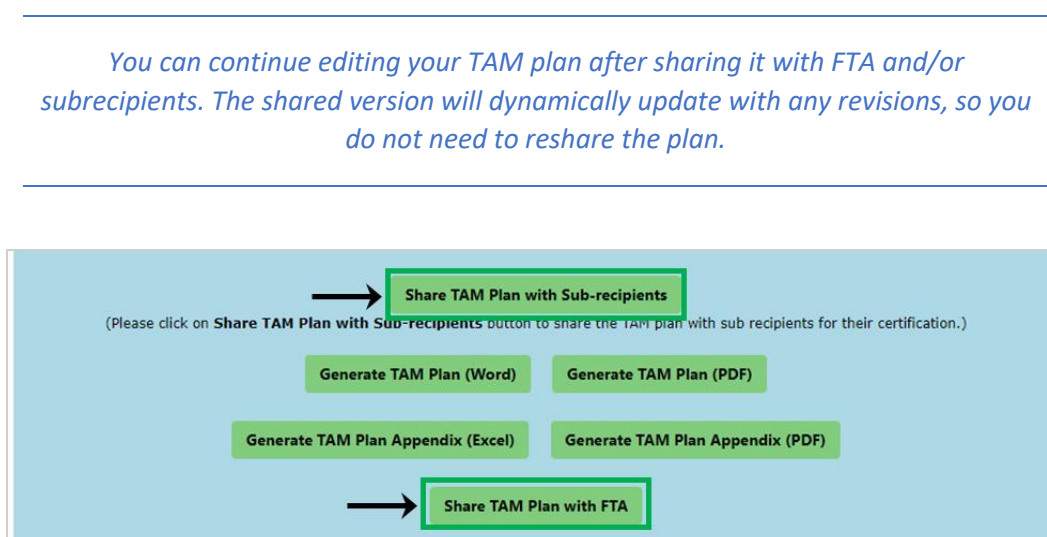 You can continue editing your TAM plan after sharing it with FTA and/or
subrecipients. The shared version will dynamically update with any revisions, so you
do not need to reshare the plan.
Share TAM Plan with Sub-recipients
(Please click on Share TAM Plan with Sub-recipients button to share the TAM plan with sub recipients for their certification.)
Generate TAM Plan (Word) Generate TAM Plan (PDF)
Generate TAM Plan Appendix (Excel) Generate TAM Plan Appendix (PDF)
Share TAM Plan with FTA